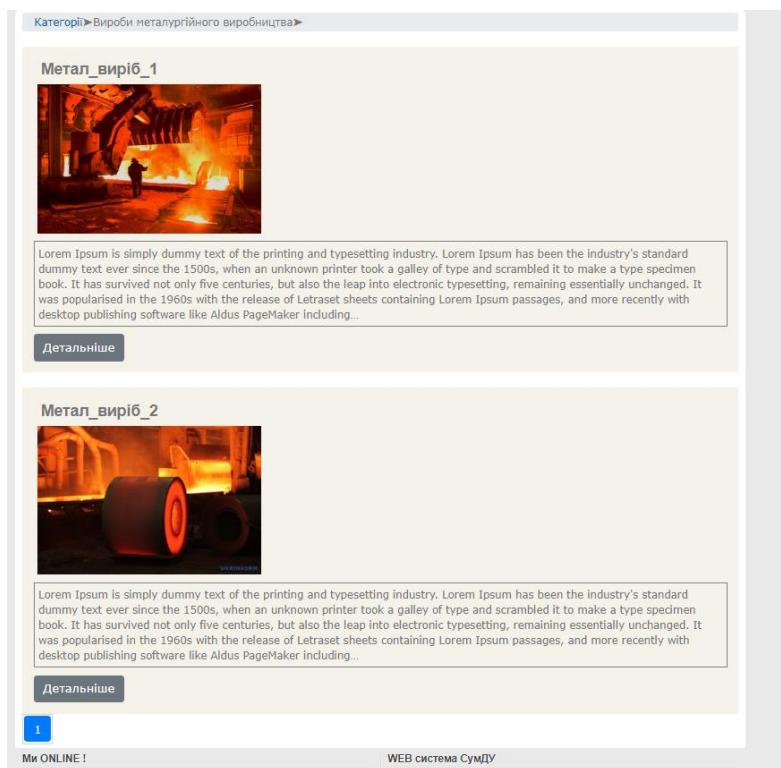 Категорії➤Вироби металургійного виробництва➤
Метал_виріб_1
Lorem Ipsum is simply dummy text of the printing and typesetting industry. Lorem Ipsum has been the industry's standard
dummy text ever since the 1500s, when an unknown printer took a galley of type and scrambled it to make a type specimen
book. It has survived not only five centuries, but also the leap into electronic typesetting, remaining essentially unchanged. It
was popularised in the 1960s with the release of Letraset sheets containing Lorem Ipsum passages, and more recently with
desktop publishing software like Aldus PageMaker including...
Детальніше
Метал_виріб_2
UKRINFORM
Lorem Ipsum is simply dummy text of the printing and typesetting industry. Lorem Ipsum has been the industry's standard
dummy text ever since the 1500s, when an unknown printer took a galley of type and scrambled it to make a type specimen
book. It has survived not only five centuries, but also the leap into electronic typesetting, remaining essentially unchanged. It
was popularised in the 1960s with the release of Letraset sheets containing Lorem Ipsum passages, and more recently with
desktop publishing software like Aldus PageMaker including...
Детальніше
1
Ми ONLINE ! WEB система СумДУ